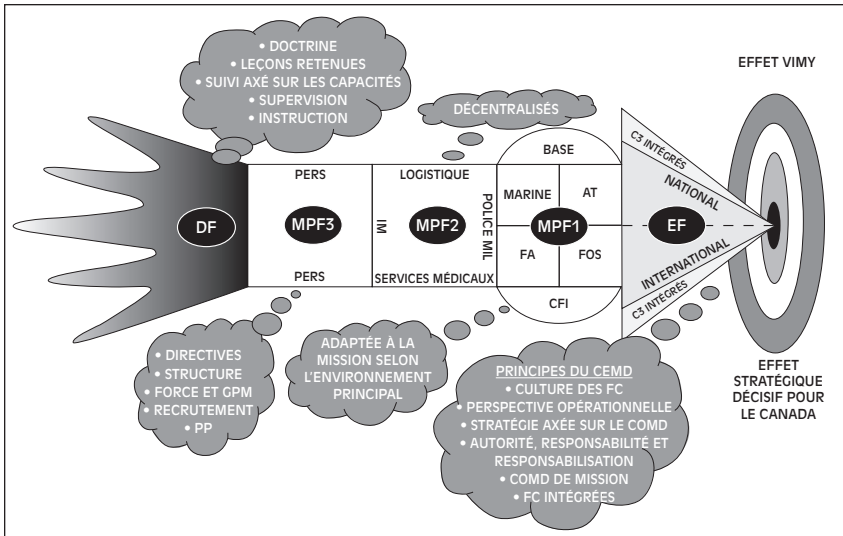 • DOCTRINE
• LEÇONS RETENUES
• SUIVI AXÉ SUR LES CAPACITÉS
• SUPERVISION
• INSTRUCTION
DÉCENTRALISÉS
EFFET VIMY
BASE
PERS
LOGISTIQUE
MARINE
AT
C3 INTÉGRÉS
NATIONAL
DF
MPF3
IM
MPF2
POLICE MIL
MPF1
EF
FA
FOS
INTERNATIONAL
C3 INTÉGRÉS
PERS
SERVICES MÉDICAUX
CFI
• DIRECTIVES
• STRUCTURE
• FORCE ET GPM
• RECRUTEMENT
• PP
ADAPTÉE À LA
MISSION SELON
L'ENVIRONNEMENT
PRINCIPAL
PRINCIPES DU CEMD
• CULTURE DES FC
• PERSPECTIVE OPÉRATIONNELLE
• STRATÉGIE AXÉE SUR LE COMD
• AUTORITÉ, RESPONSABILITÉ ET
RESPONSABILISATION
• COMD DE MISSION
• FC INTÉGRÉES
EFFET
STRATÉGIQUE
DÉCISIF POUR
LE CANADA